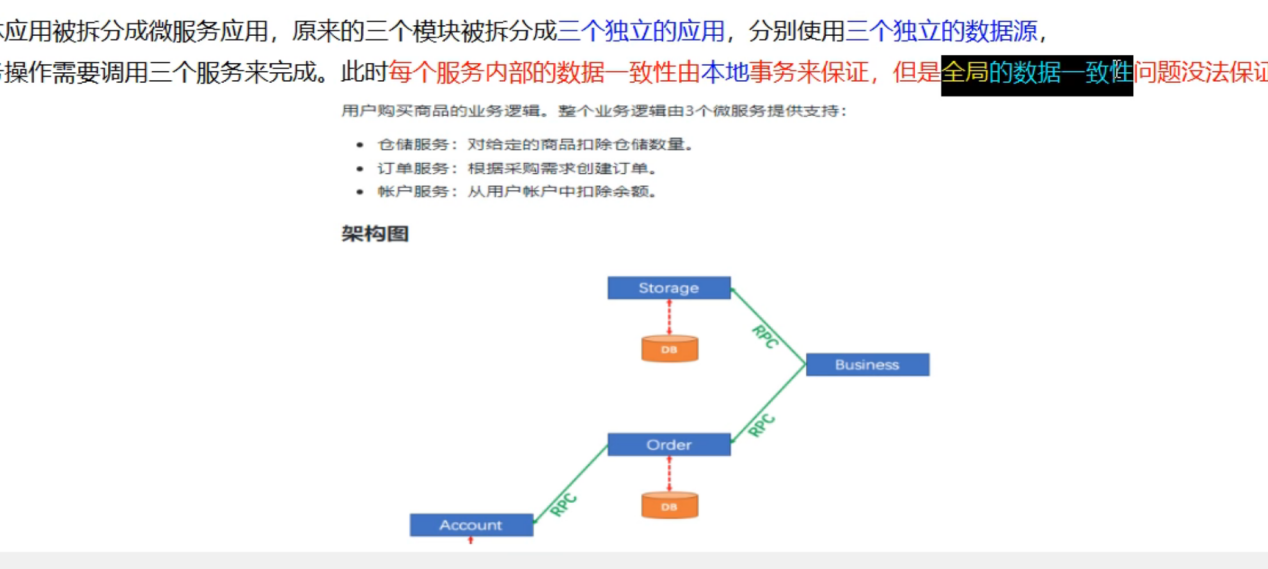 应用被拆分成微服务应用，原来的三个模块被拆分成三个独立的应用，分别使用三个独立的数据源，
操作需要调用三个服务来完成。此时每个服务内部的数据一致性由本地事务来保证，但是全局的数据一致性问题没法保证
用户购买商品的业务逻辑。整个业务逻辑由3个微服务提供支持：
• 仓储服务：对给定的商品扣除仓储数量。
• 订单服务：根据采购需求创建订单。
• 帐户服务：从用户帐户中扣除余额。
架构图
Storage
RPC
DB
Business
RPC
Order
RPC
DB
Account